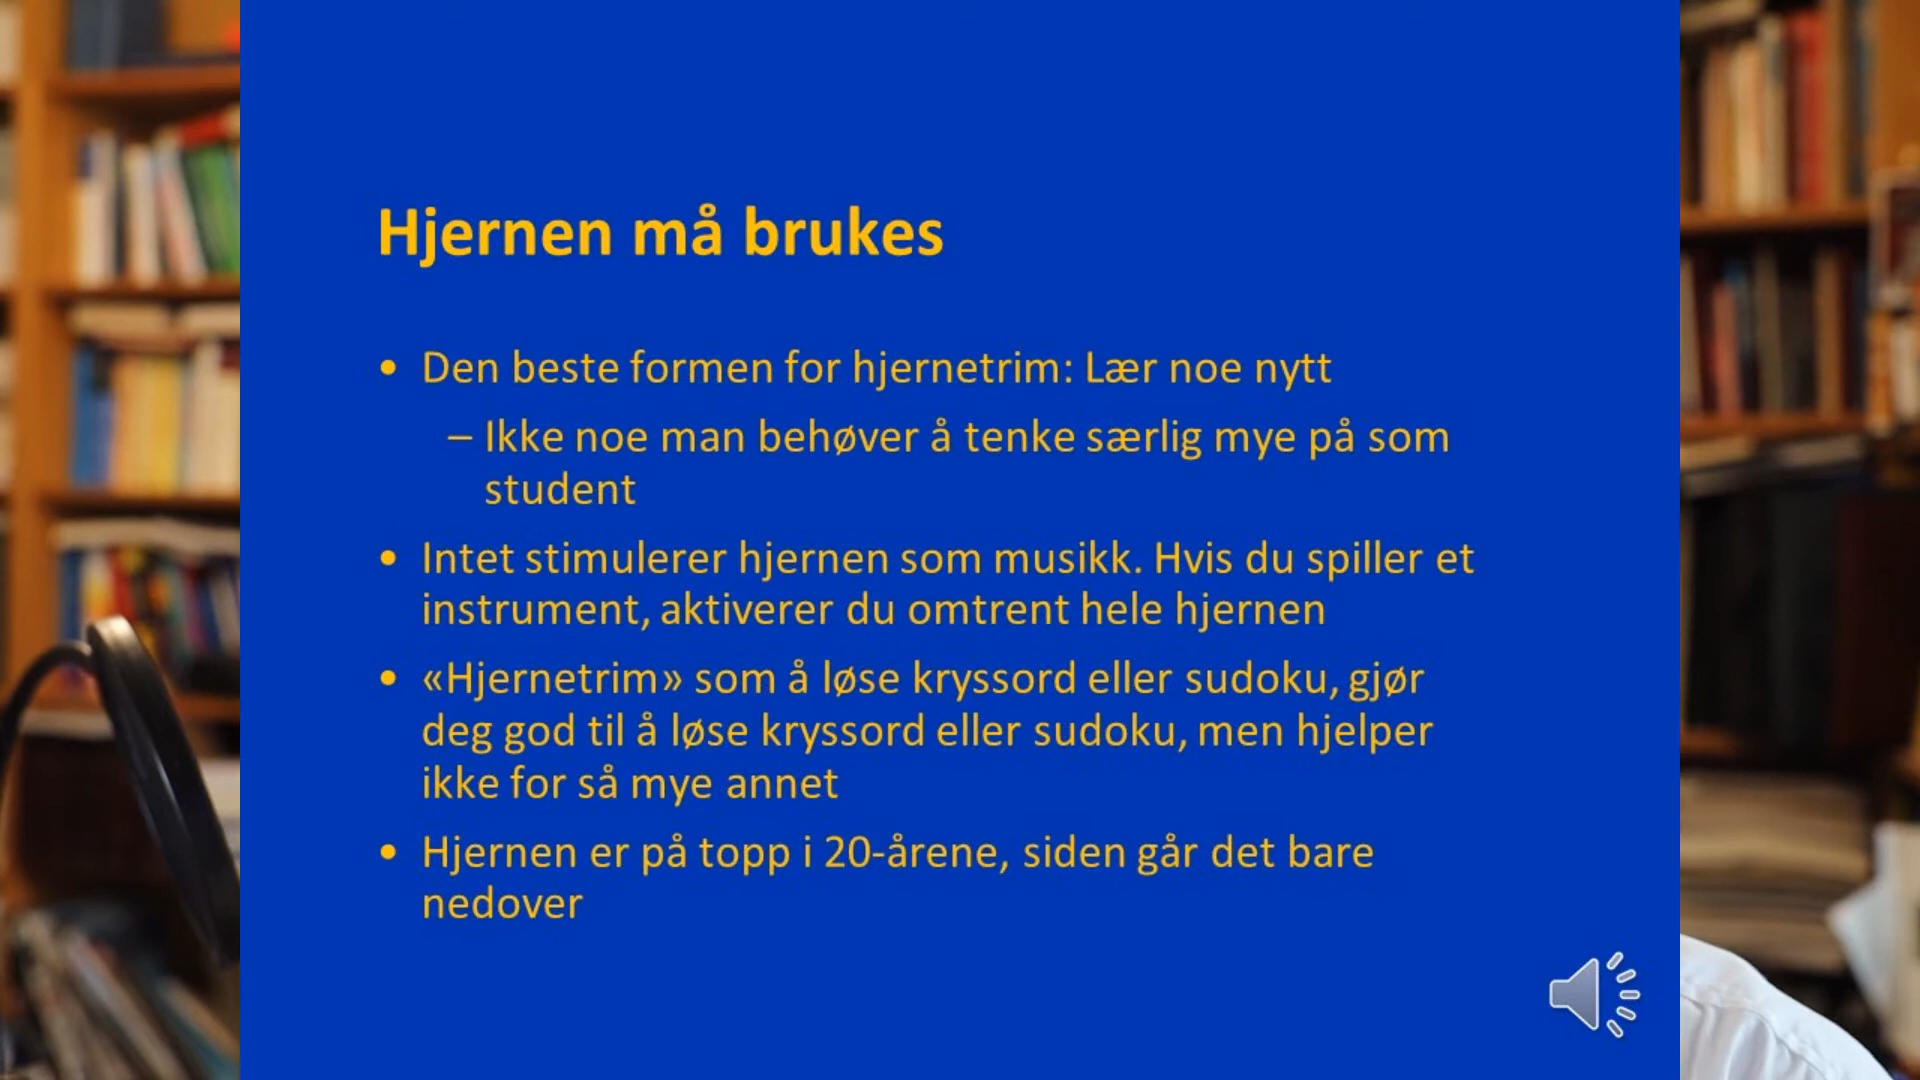 Hjernen må brukes
• Den beste formen for hjernetrim: Lær noe nytt
– Ikke noe man behøver å tenke særlig mye på som
student
• Intet stimulerer hjernen som musikk. Hvis du spiller et
instrument, aktiverer du omtrent hele hjernen
• «Hjernetrim» som å løse kryssord eller sudoku, gjør
deg god til å løse kryssord eller sudoku, men hjelper
ikke for så mye annet
• Hjernen er på topp i 20-årene, siden går det bare
nedover